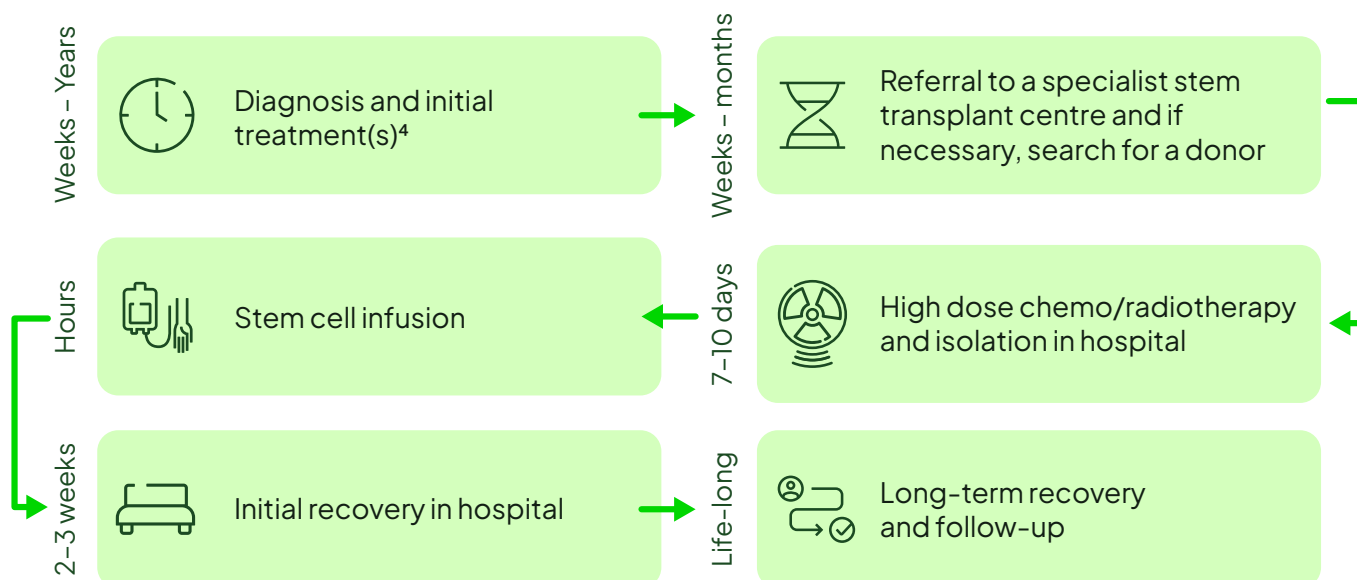 Weeks – Years
Diagnosis and initial
treatment(s)⁴
Weeks – months
Referral to a specialist stem
transplant centre and if
necessary, search for a donor
7–10 days
High dose chemo/radiotherapy
and isolation in hospital
Hours
Stem cell infusion
2–3 weeks
Initial recovery in hospital
Life-long
Long-term recovery
and follow-up